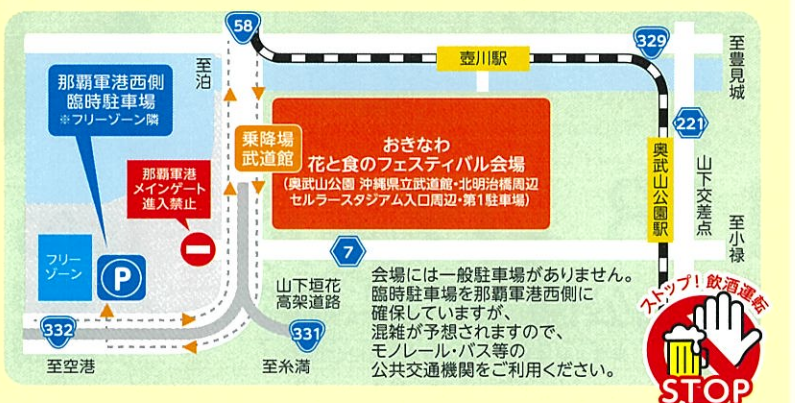 58
329
壺川駅
至泊
至豊見城
那覇軍港西側
臨時駐車場
※フリーゾーン隣
乗降場
武道館
おきなわ
花と食のフェスティバル会場
(奥武山公園 沖縄県立武道館・北明治橋周辺
セルラースタジアム入口周辺・第1駐車場)
221
奥武山公園駅
山下交差点
那覇軍港
メインゲート
進入禁止
至小禄
7
フリー
ゾーン
P
山下垣花
高架道路
会場には一般駐車場がありません。
臨時駐車場を那覇軍港西側に
確保していますが、
混雑が予想されますので、
モノレール・バス等の
公共交通機関をご利用ください。
332
331
至空港
至糸満
ストップ!飲酒運転
STOP